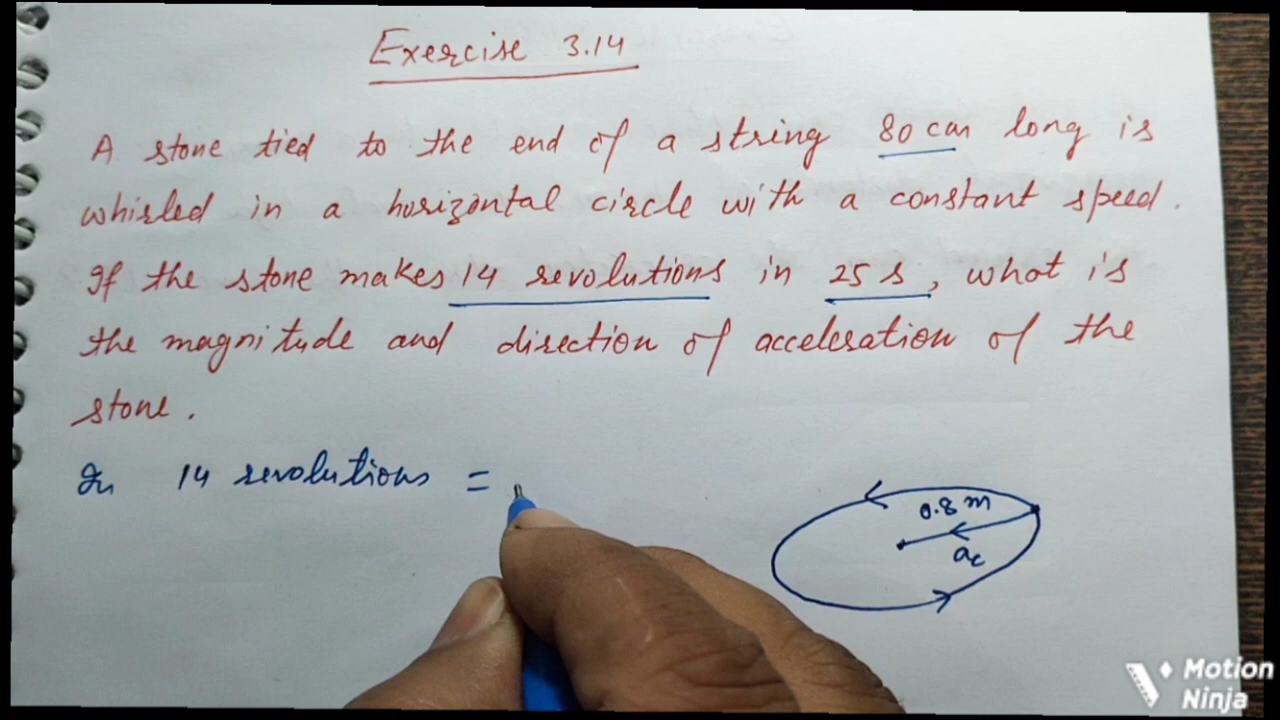 Exercise 3.14
A stone tied to the end of a string 80 cm long is
whirled in a horizontal circle with a constant speed.
If the stone makes 14 revolutions in 25 s, what is
the magnitude and direction of acceleration of the
stone.
In 14 revolutions =
0.8 m
ac
Motion
Ninja